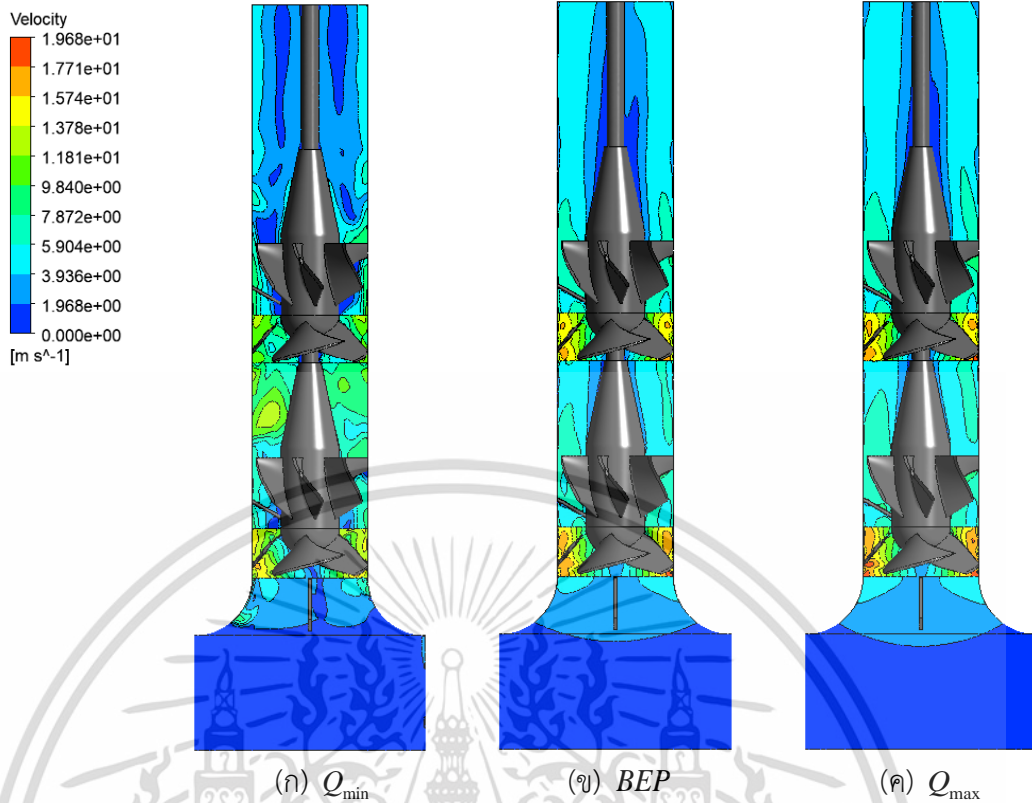 Velocity
1.968e+01
1.771e+01
1.574e+01
1.378e+01
1.181e+01
9.840e+00
7.872e+00
5.904e+00
3.936e+00
1.968e+00
0.000e+00
[m s^-1]
(ก) Qmin
(ข) BEP
(ค) Qmax